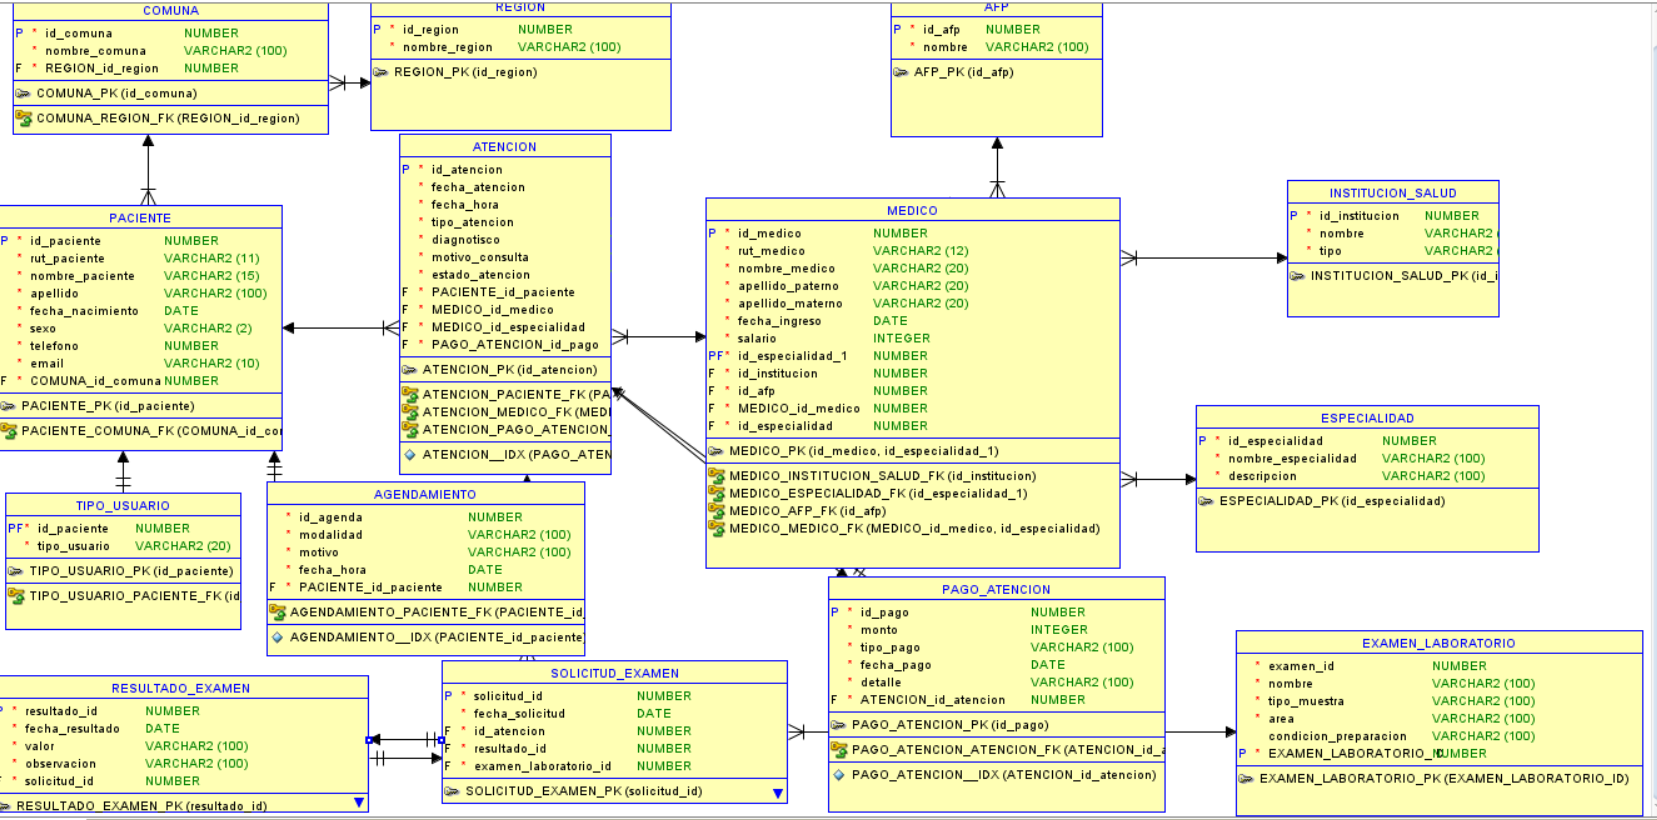 COMUNA
P * id_comuna NUMBER
* nombre_comuna VARCHAR2 (100)
F * REGION_id_region NUMBER
COMUNA_PK (id_comuna)
COMUNA_REGION_FK (REGION_id_region)
REGION
P * id_region NUMBER
* nombre_region VARCHAR2 (100)
REGION_PK (id_region)
AFP
P * id_afp NUMBER
* nombre VARCHAR2 (100)
AFP_PK (id_afp)
ATENCION
P * id_atencion
* fecha_atencion
* fecha_hora
* tipo_atencion
* diagnotisco
* motivo_consulta
* estado_atencion
F * PACIENTE_id_paciente
F * MEDICO_id_medico
F * MEDICO_id_especialidad
F * PAGO_ATENCION_id_pago
ATENCION_PK (id_atencion)
ATENCION_PACIENTE_FK (PA
ATENCION_MEDICO_FK (MEDI
ATENCION_PAGO_ATENCION_
ATENCION__IDX (PAGO_ATEN
PACIENTE
P * id_paciente NUMBER
* rut_paciente VARCHAR2 (11)
* nombre_paciente VARCHAR2 (15)
* apellido VARCHAR2 (100)
* fecha_nacimiento DATE
* sexo VARCHAR2 (2)
* telefono NUMBER
* email VARCHAR2 (10)
F * COMUNA_id_comuna NUMBER
PACIENTE_PK (id_paciente)
PACIENTE_COMUNA_FK (COMUNA_id_co
MEDICO
P * id_medico NUMBER
* rut_medico VARCHAR2 (12)
* nombre_medico VARCHAR2 (20)
* apellido_paterno VARCHAR2 (20)
* apellido_materno VARCHAR2 (20)
* fecha_ingreso DATE
* salario INTEGER
PF* id_especialidad_1 NUMBER
F * id_institucion NUMBER
F * id_afp NUMBER
F * MEDICO_id_medico NUMBER
F * id_especialidad NUMBER
MEDICO_PK (id_medico, id_especialidad_1)
MEDICO_INSTITUCION_SALUD_FK (id_institucion)
MEDICO_ESPECIALIDAD_FK (id_especialidad_1)
MEDICO_AFP_FK (id_afp)
MEDICO_MEDICO_FK (MEDICO_id_medico, id_especialidad)
INSTITUCION_SALUD
P * id_institucion NUMBER
* nombre VARCHAR2 (
* tipo VARCHAR2 (
INSTITUCION_SALUD_PK (id_i
ESPECIALIDAD
P * id_especialidad NUMBER
* nombre_especialidad VARCHAR2 (100)
* descripcion VARCHAR2 (100)
ESPECIALIDAD_PK (id_especialidad)
TIPO_USUARIO
PF* id_paciente NUMBER
* tipo_usuario VARCHAR2 (20)
TIPO_USUARIO_PK (id_paciente)
TIPO_USUARIO_PACIENTE_FK (id
AGENDAMIENTO
* id_agenda NUMBER
* modalidad VARCHAR2 (100)
* motivo VARCHAR2 (100)
* fecha_hora DATE
F * PACIENTE_id_paciente NUMBER
AGENDAMIENTO_PACIENTE_FK (PACIENTE_id_
AGENDAMIENTO__IDX (PACIENTE_id_paciente
PAGO_ATENCION
P * id_pago NUMBER
* monto INTEGER
* tipo_pago VARCHAR2 (100)
* fecha_pago DATE
* detalle VARCHAR2 (100)
F * ATENCION_id_atencion NUMBER
PAGO_ATENCION_PK (id_pago)
PAGO_ATENCION_ATENCION_FK (ATENCION_id_a
PAGO_ATENCION__IDX (ATENCION_id_atencion)
EXAMEN_LABORATORIO
* examen_id NUMBER
* nombre VARCHAR2 (100)
* tipo_muestra VARCHAR2 (100)
* area VARCHAR2 (100)
condicion_preparacion VARCHAR2 (100)
P * EXAMEN_LABORATORIO_ID NUMBER
EXAMEN_LABORATORIO_PK (EXAMEN_LABORATORIO_ID)
SOLICITUD_EXAMEN
P * solicitud_id NUMBER
* fecha_solicitud DATE
F * id_atencion NUMBER
F * resultado_id NUMBER
F * examen_laboratorio_id NUMBER
SOLICITUD_EXAMEN_PK (solicitud_id)
RESULTADO_EXAMEN
P * resultado_id NUMBER
* fecha_resultado DATE
* valor VARCHAR2 (100)
* observacion VARCHAR2 (100)
F * solicitud_id NUMBER
RESULTADO_EXAMEN_PK (resultado_id)